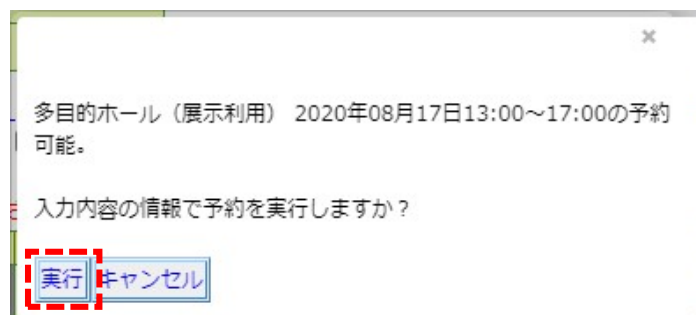 ×
多目的ホール（展示利用） 2020年08月17日13:00～17:00の予約
可能。
入力内容の情報で予約を実行しますか？
実行 キャンセル